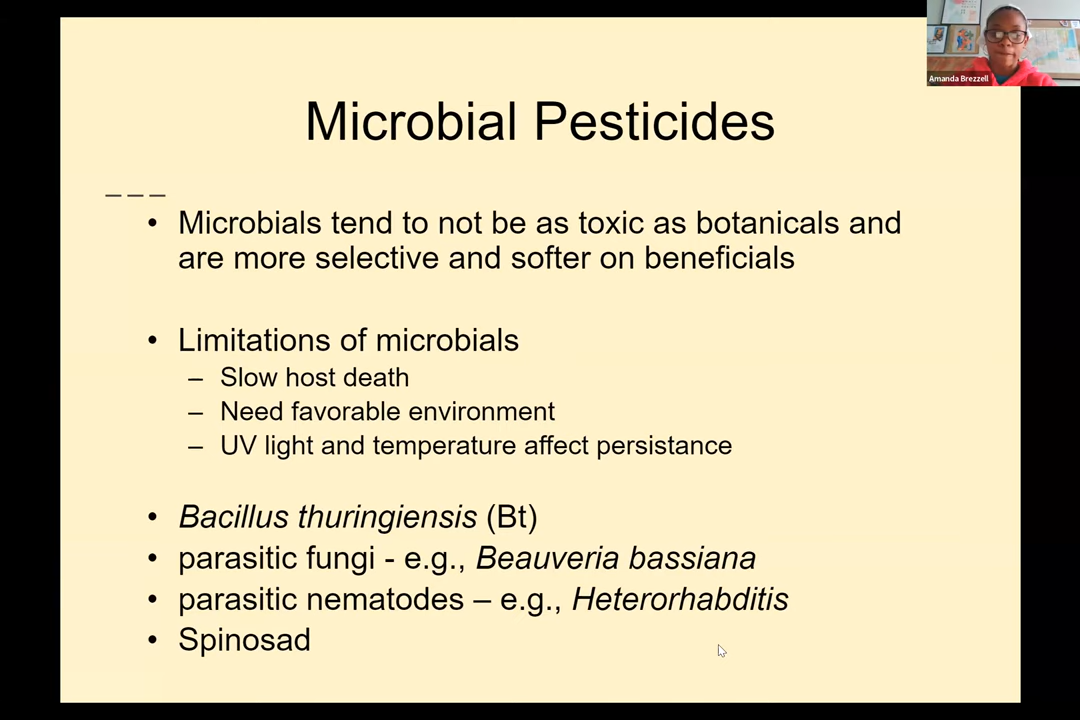 Amanda Brezzell
Microbial Pesticides
• Microbials tend to not be as toxic as botanicals and
are more selective and softer on beneficials
• Limitations of microbials
– Slow host death
– Need favorable environment
– UV light and temperature affect persistance
• Bacillus thuringiensis (Bt)
• parasitic fungi - e.g., Beauveria bassiana
• parasitic nematodes – e.g., Heterorhabditis
• Spinosad